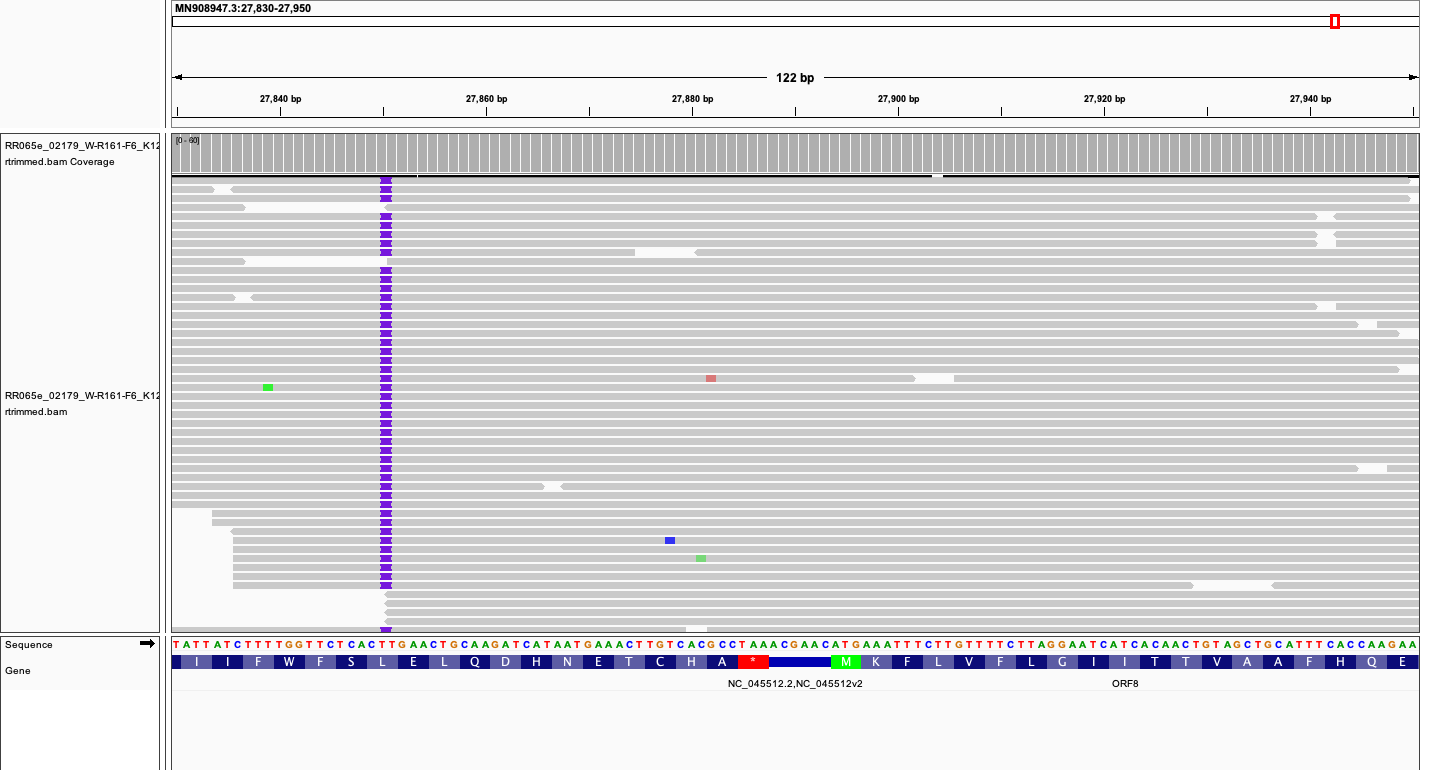 MN908947.3:27,830-27,950
122 bp
27,840 bp 27,860 bp 27,880 bp 27,900 bp 27,920 bp 27,940 bp
RR065e_02179_W-R161-F6_K12
rtrimmed.bam Coverage
[0 - 60]
RR065e_02179_W-R161-F6_K12
rtrimmed.bam
Sequence
TATTATCTTTTGGTTCTCACTTGAACTGCAAGATCATAATGAAACTTGTCACGCCTAAACGAACATGAAATTTCTTGTTTTCTTAGGAATCATCACAACTGTAGCTGCATTTCACCAAGAA
Gene
I I F W F S L E L Q D H N E T C H A * M K F L V F L G I I T T V A A F H Q E
NC_045512.2,NC_045512v2 ORF8